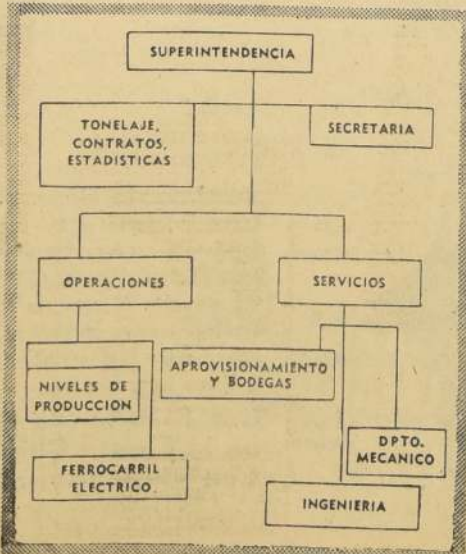 SUPERINTENDENCIA
TONELAJE,
CONTRATOS,
ESTADISTICAS
SECRETARIA
OPERACIONES
SERVICIOS
NIVELES DE
PRODUCCION
APROVISIONAMIENTO
Y BODEGAS
FERROCARRIL
ELECTRICO.
DPTO.
MECANICO
INGENIERIA